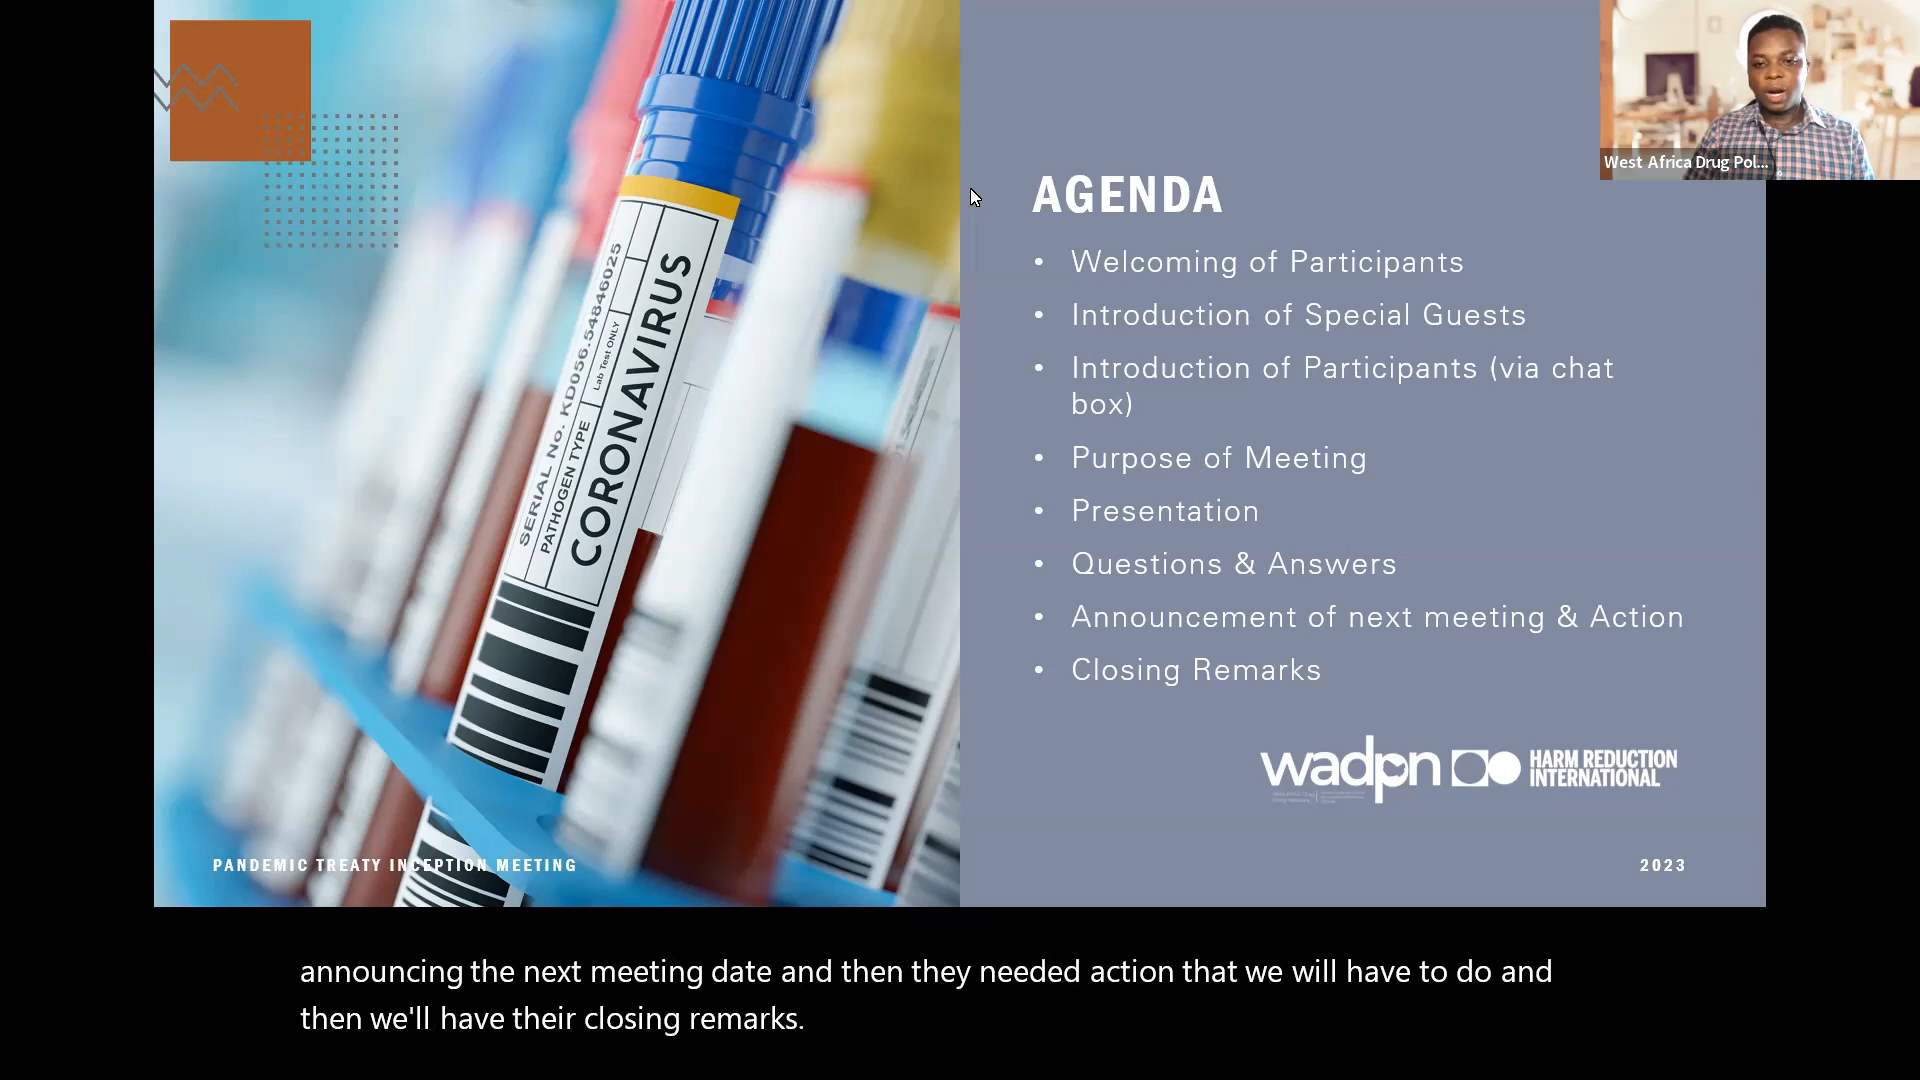 West Africa Drug Pol...
AGENDA
• Welcoming of Participants
• Introduction of Special Guests
• Introduction of Participants (via chat
box)
• Purpose of Meeting
• Presentation
• Questions & Answers
• Announcement of next meeting & Action
• Closing Remarks
SERIAL No. KD056.54846025
PATHOGEN TYPE
Lab Test ONLY
CORONAVIRUS
wadpn
HARM REDUCTION
INTERNATIONAL
PANDEMIC TREATY INCEPTION MEETING
2023
announcing the next meeting date and then they needed action that we will have to do and
then we'll have their closing remarks.